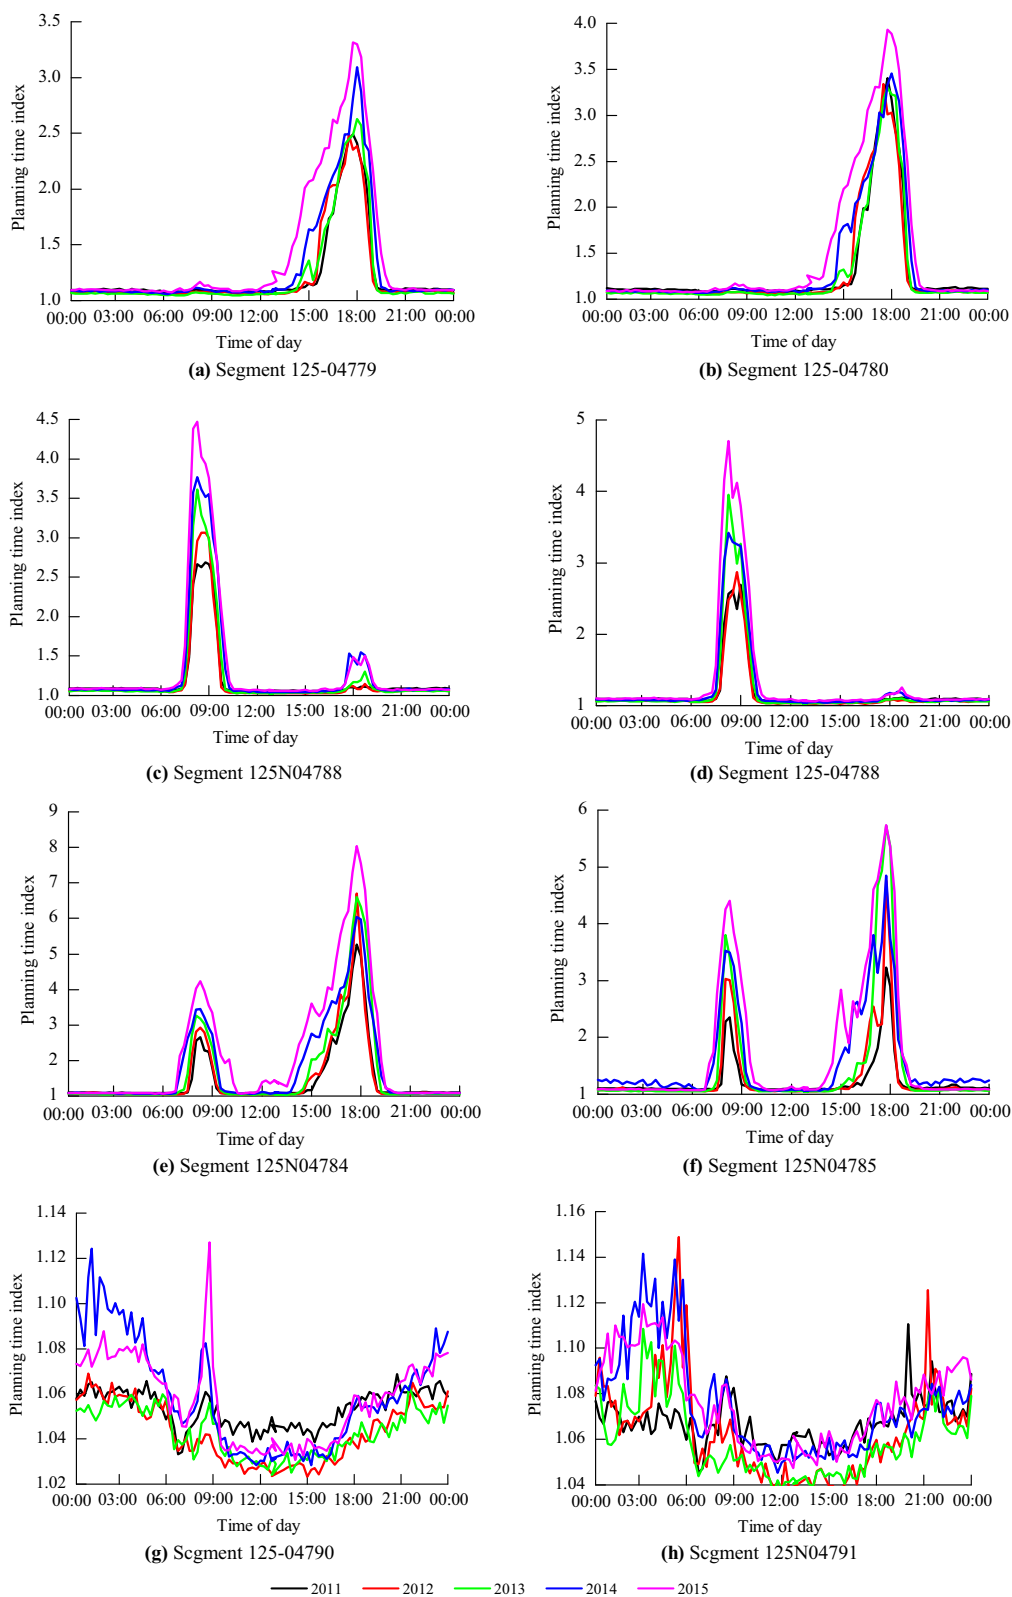 3.5
3.0
2.5
2.0
1.5
1.0
Planning time index
00:00 03:00 06:00 09:00 12:00 15:00 18:00 21:00 00:00
Time of day
(a) Segment 125-04779
4.0
3.5
3.0
2.5
2.0
1.5
1.0
Planning time index
00:00 03:00 06:00 09:00 12:00 15:00 18:00 21:00 00:00
Time of day
(b) Segment 125-04780
4.5
4.0
3.5
3.0
2.5
2.0
1.5
1.0
Planning time index
00:00 03:00 06:00 09:00 12:00 15:00 18:00 21:00 00:00
Time of day
(c) Segment 125N04788
5
4
3
2
1
Planning time index
00:00 03:00 06:00 09:00 12:00 15:00 18:00 21:00 00:00
Time of day
(d) Segment 125-04788
9
8
7
6
5
4
3
2
1
Planning time index
00:00 03:00 06:00 09:00 12:00 15:00 18:00 21:00 00:00
Time of day
(e) Segment 125N04784
6
5
4
3
2
1
Planning time index
00:00 03:00 06:00 09:00 12:00 15:00 18:00 21:00 00:00
Time of day
(f) Segment 125N04785
1.14
1.12
1.10
1.08
1.06
1.04
1.02
Planning time index
00:00 03:00 06:00 09:00 12:00 15:00 18:00 21:00 00:00
Time of day
(g) Segment 125-04790
1.16
1.14
1.12
1.10
1.08
1.06
1.04
Planning time index
00:00 03:00 06:00 09:00 12:00 15:00 18:00 21:00 00:00
Time of day
(h) Segment 125N04791
2011 2012 2013 2014 2015